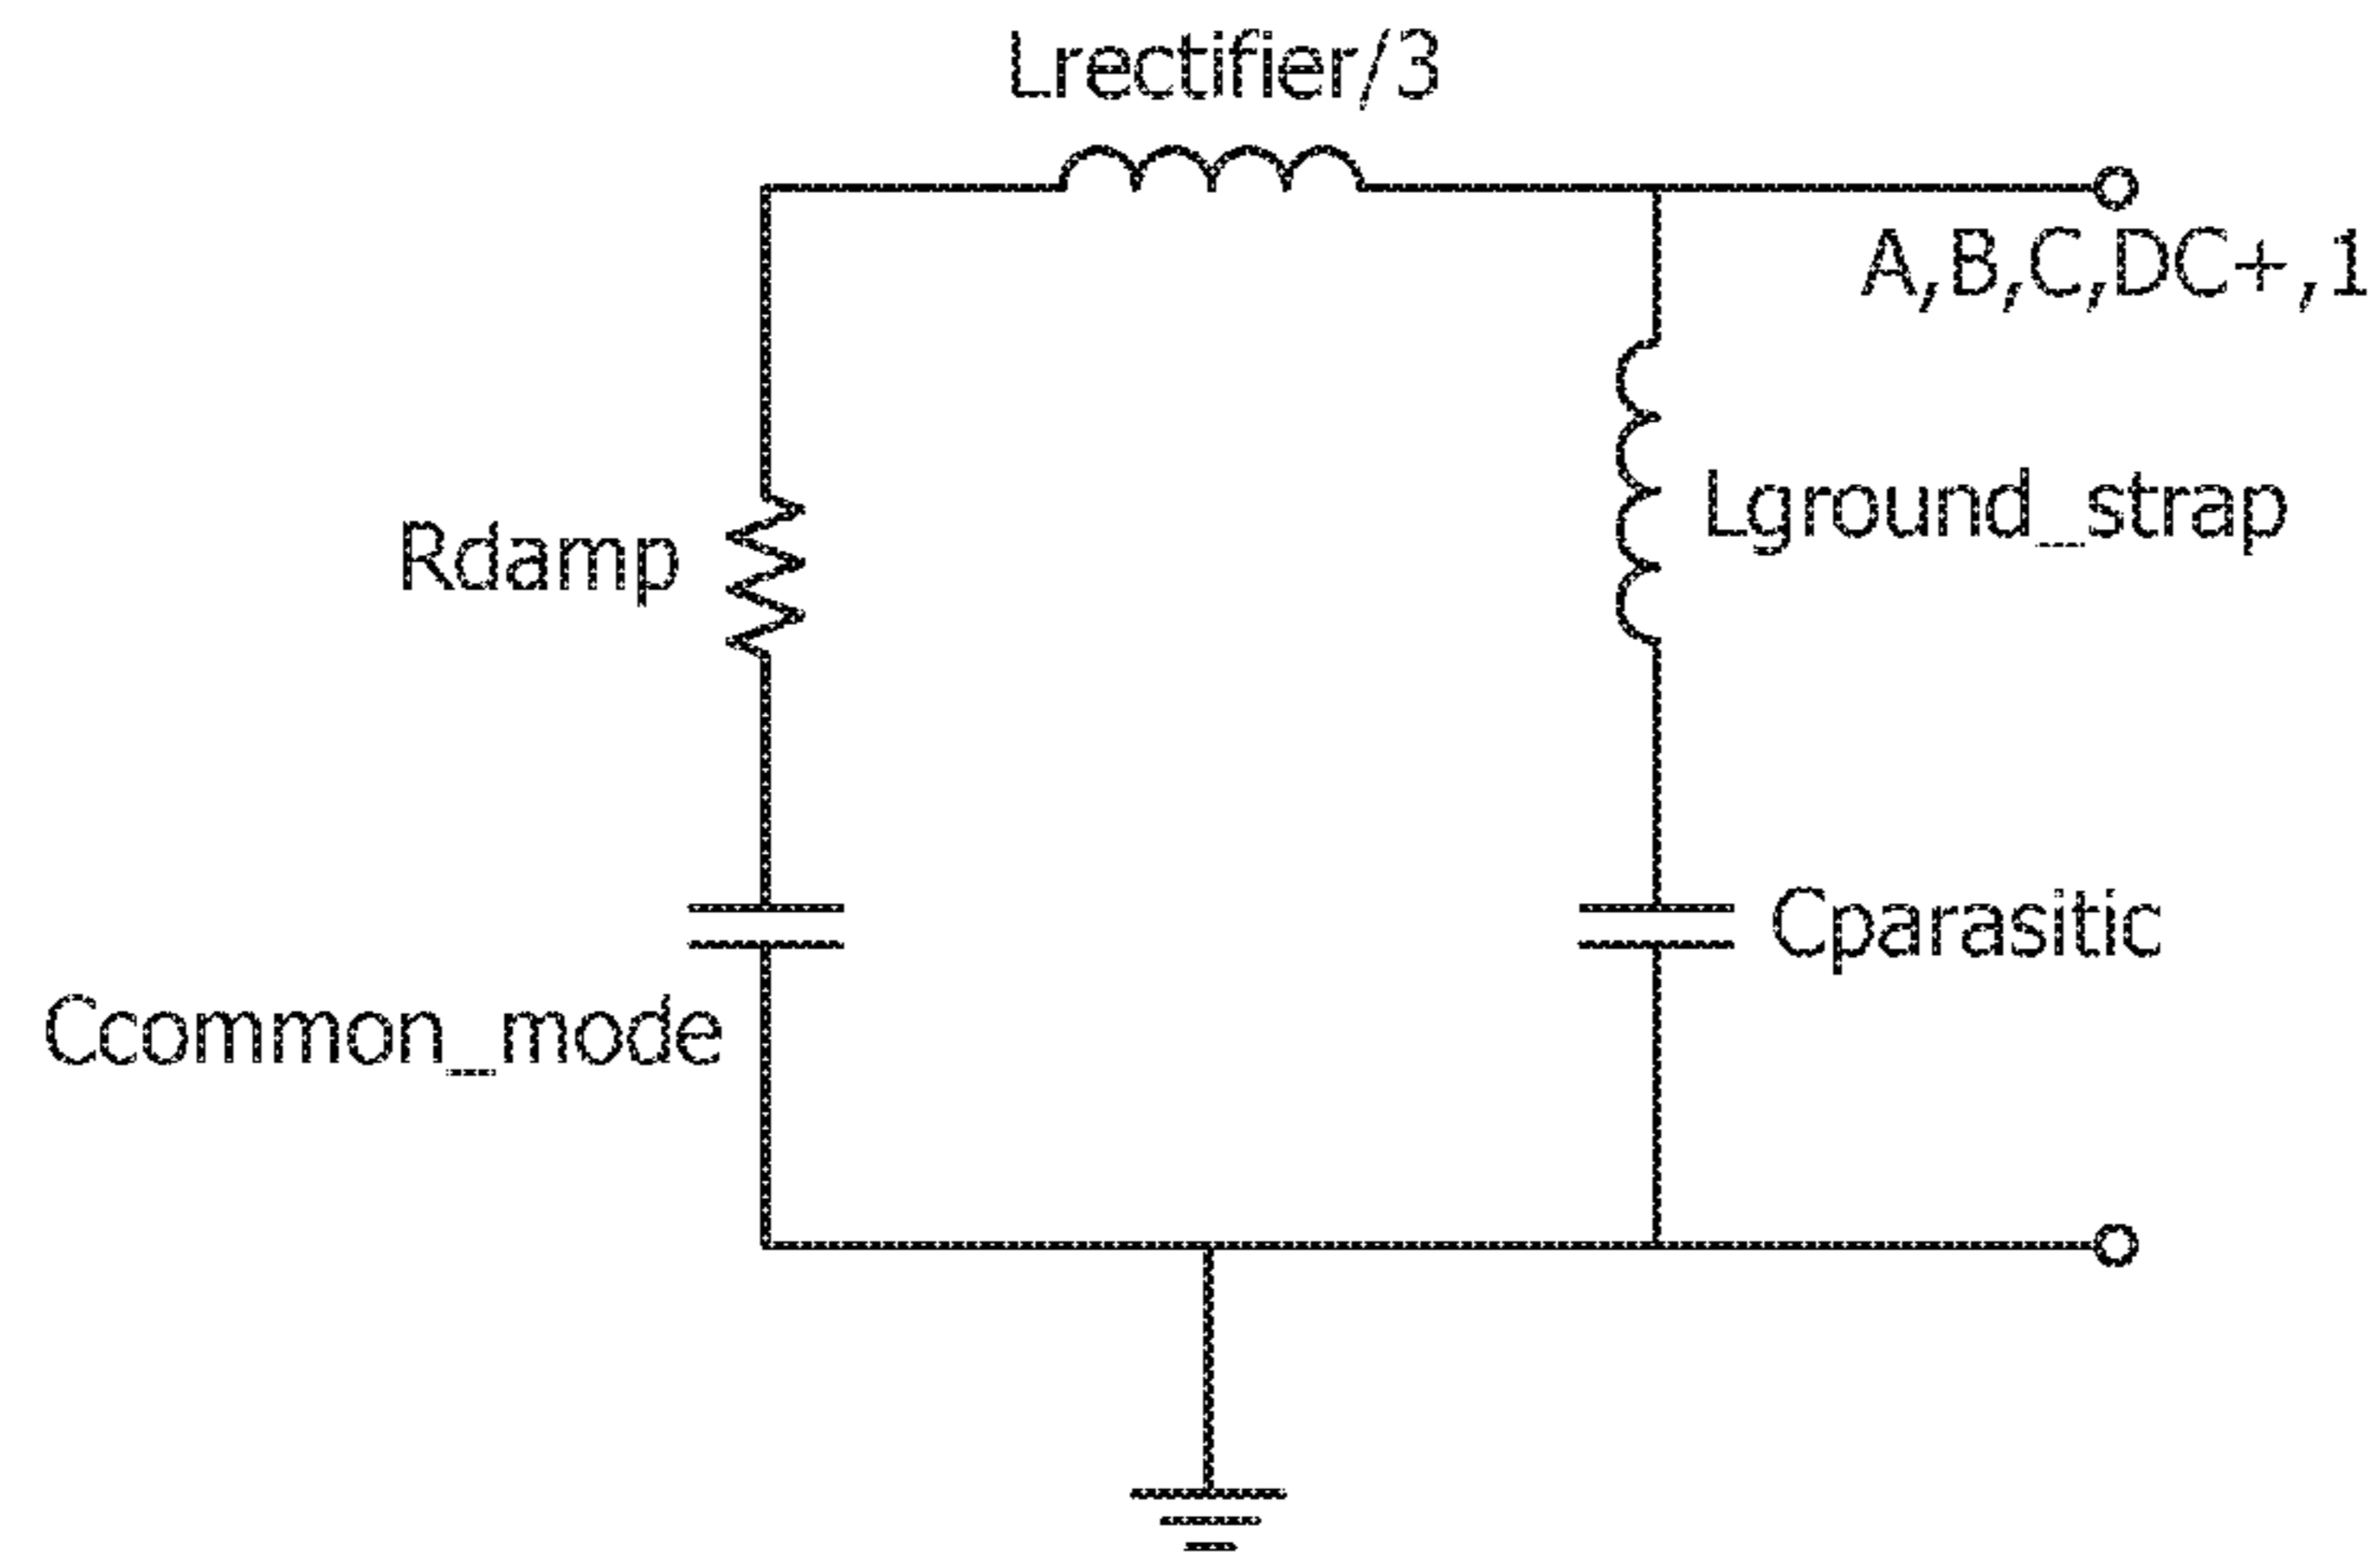 Lrectifier/3
A,B,C,DC+,1
Lground_strap
Rdamp
Cparasitic
Ccommon_mode